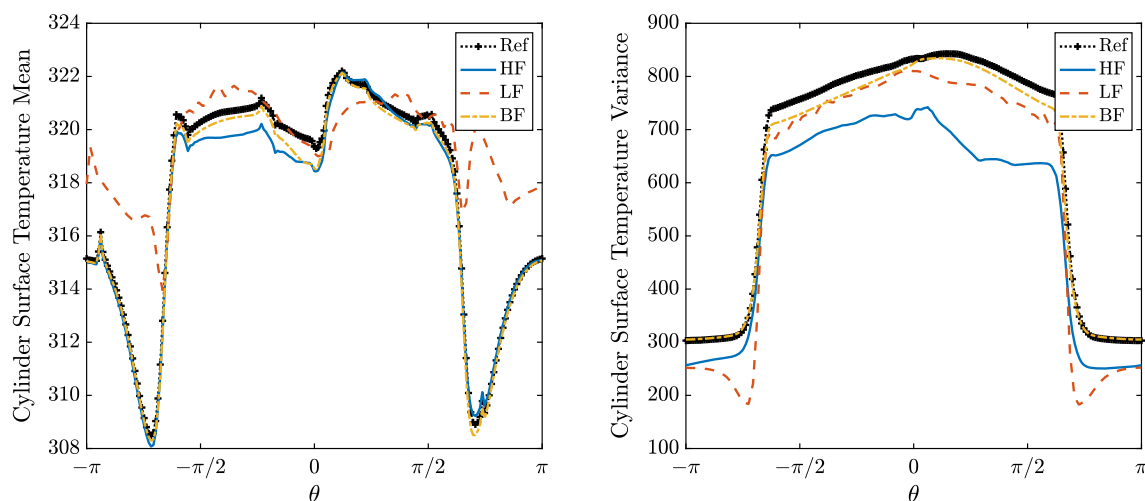 Cylinder Surface Temperature Mean
324
322
320
318
316
314
312
310
308
−π
−π/2
0
π/2
π
θ
Ref
HF
LF
BF
Cylinder Surface Temperature Variance
900
800
700
600
500
400
300
200
100
−π
−π/2
0
π/2
π
θ
Ref
HF
LF
BF